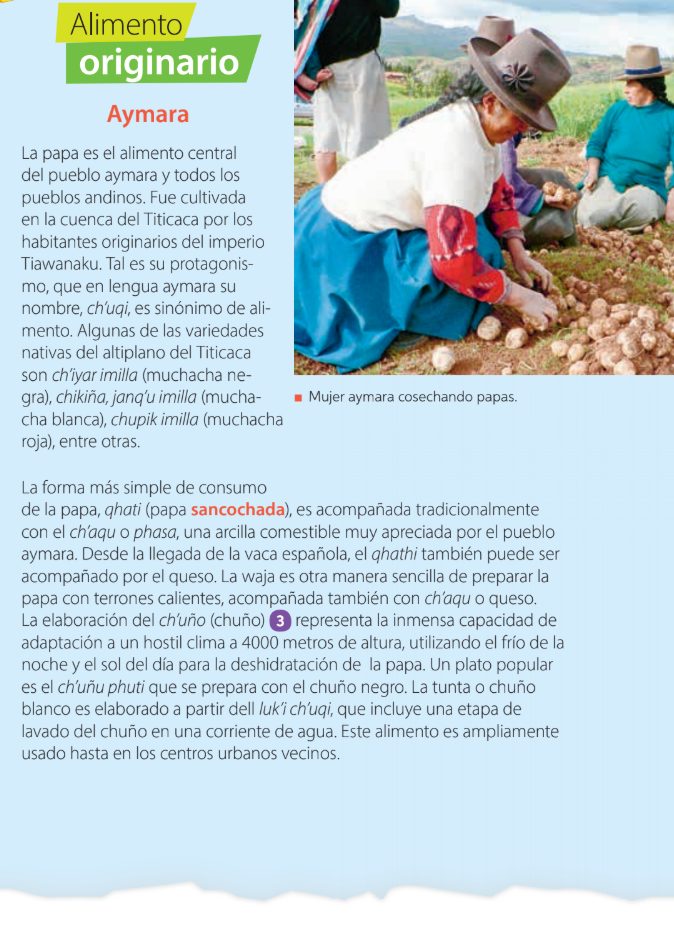 Alimento
originario
Aymara
La papa es el alimento central
del pueblo aymara y todos los
pueblos andinos. Fue cultivada
en la cuenca del Titicaca por los
habitantes originarios del imperio
Tiawanaku. Tal es su protagonis-
mo, que en lengua aymara su
nombre, ch'uqi, es sinónimo de ali-
mento. Algunas de las variedades
nativas del altiplano del Titicaca
son ch'iyar imilla (muchacha ne-
gra), chikiña, janq'u imilla (mucha-
cha blanca), chupik imilla (muchacha
roja), entre otras.
Mujer aymara cosechando papas.
La forma más simple de consumo
de la papa, qhati (papa sancochada), es acompañada tradicionalmente
con el ch'aqu o phasa, una arcilla comestible muy apreciada por el pueblo
aymara. Desde la llegada de la vaca española, el qhathi también puede ser
acompañado por el queso. La waja es otra manera sencilla de preparar la
papa con terrones calientes, acompañada también con ch'aqu o queso.
La elaboración del ch'uño (chuño) 3 representa la inmensa capacidad de
adaptación a un hostil clima a 4000 metros de altura, utilizando el frío de la
noche y el sol del día para la deshidratación de la papa. Un plato popular
es el ch'uñu phuti que se prepara con el chuño negro. La tunta o chuño
blanco es elaborado a partir dell luk'i ch'uqi, que incluye una etapa de
lavado del chuño en una corriente de agua. Este alimento es ampliamente
usado hasta en los centros urbanos vecinos.